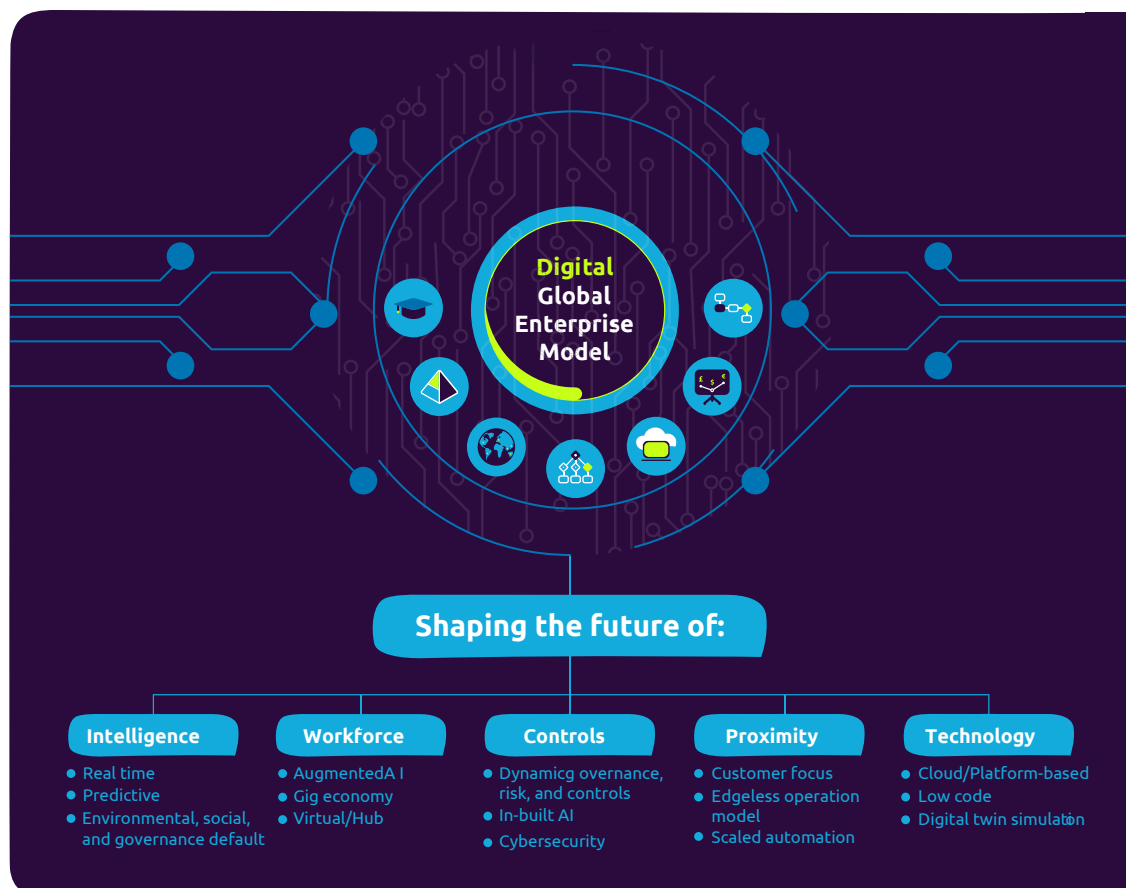 Digital
Global
Enterprise
Model
£ $ €
Shaping the future of:
Intelligence
Real time
Predictive
Environmental, social,
and governance default
Workforce
AugmentedA I
Gig economy
Virtual/Hub
Controls
Dynamicg overnance,
risk, and controls
In-built AI
Cybersecurity
Proximity
Customer focus
Edgeless operation
model
Scaled automation
Technology
Cloud/Platform-based
Low code
Digital twin simulation